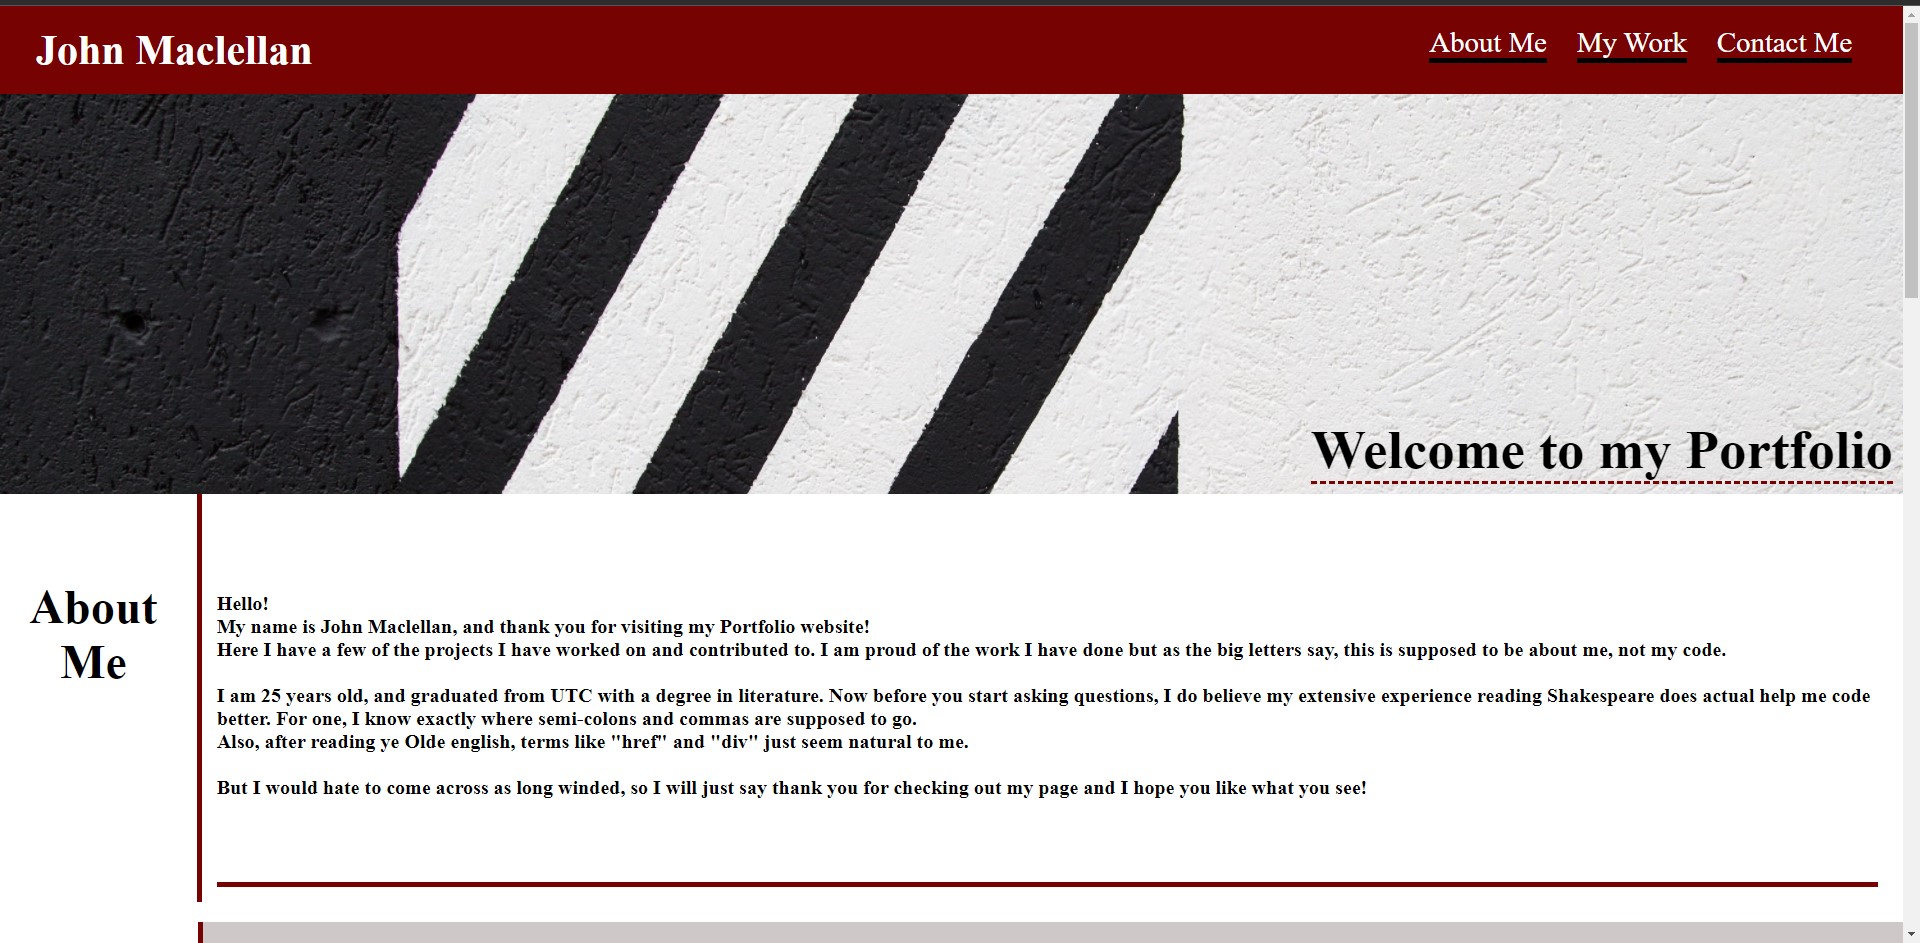 John Maclellan
About Me My Work Contact Me
Welcome to my Portfolio
About
Me
Hello!
My name is John Maclellan, and thank you for visiting my Portfolio website!
Here I have a few of the projects I have worked on and contributed to. I am proud of the work I have done but as the big letters say, this is supposed to be about me, not my code.
I am 25 years old, and graduated from UTC with a degree in literature. Now before you start asking questions, I do believe my extensive experience reading Shakespeare does actual help me code
better. For one, I know exactly where semi-colons and commas are supposed to go.
Also, after reading ye Olde english, terms like "href" and "div" just seem natural to me.
But I would hate to come across as long winded, so I will just say thank you for checking out my page and I hope you like what you see!